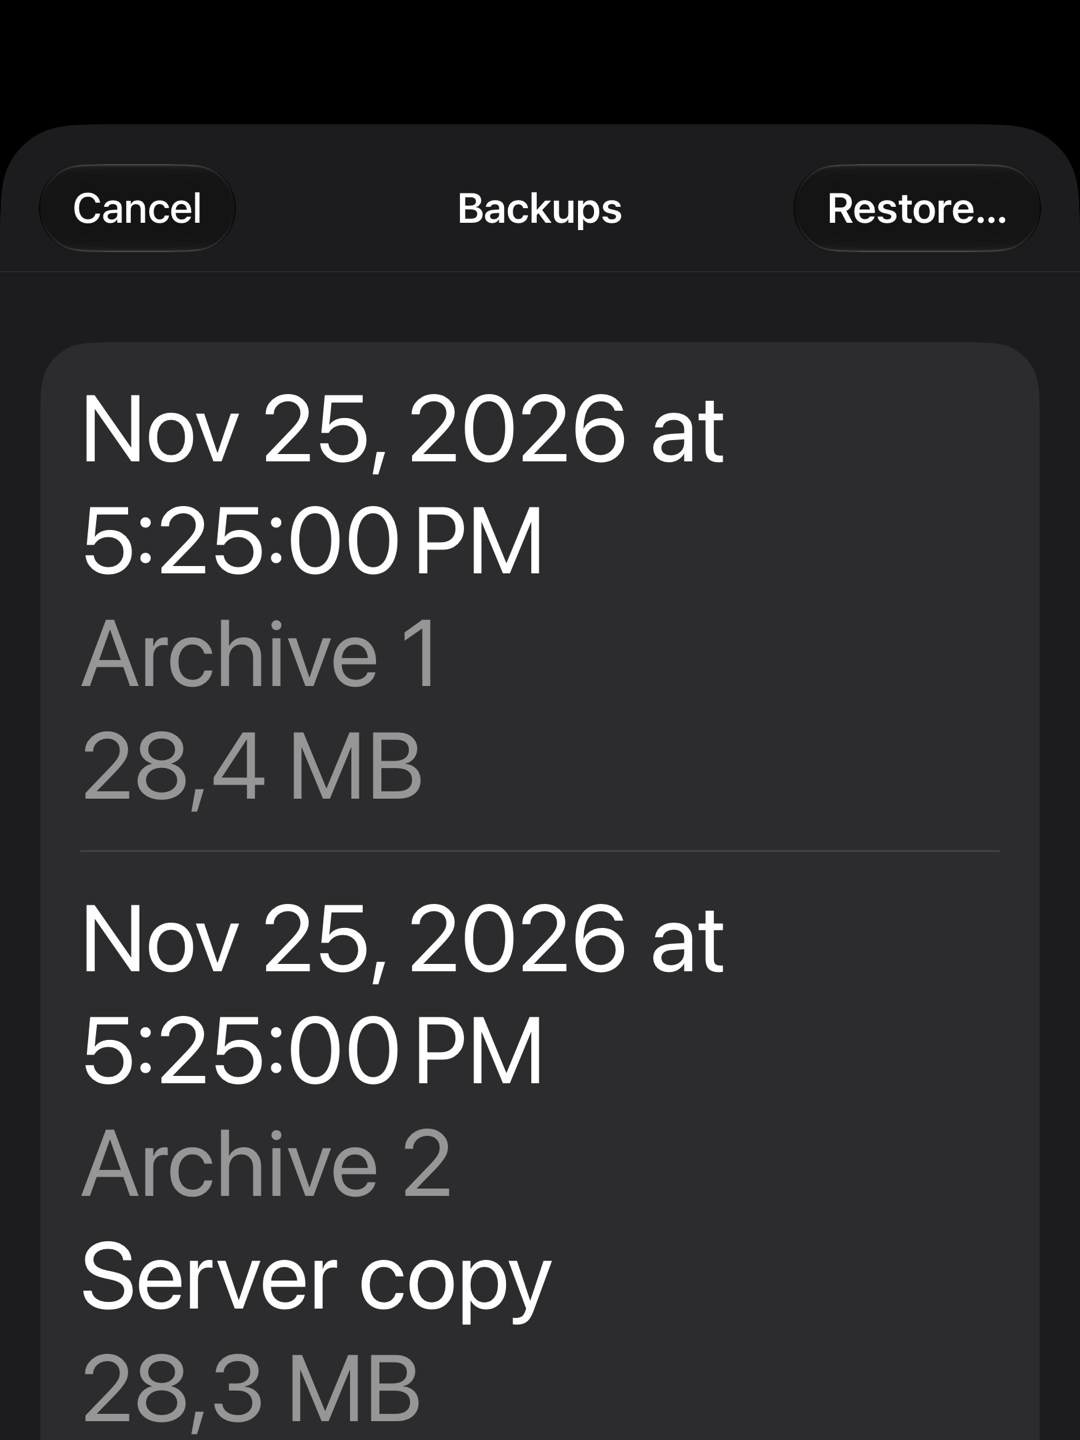 Cancel
Backups
Restore...
Nov 25, 2026 at
5:25:00 PM
Archive 1
28,4 MB
Nov 25, 2026 at
5:25:00 PM
Archive 2
Server copy
28,3 MB